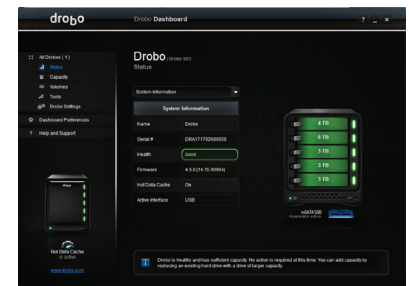 drobo
Drobo Dashboard
? _ x
All Drobos ( 1 )
Status
Capacity
Volumes
Tools
Drobo Settings
Dashboard Preferences
? Help and Support
Drobo
Status
System Information
System Information
Name Drobo
Serial #
Health Good
Firmware
Hot Data Cache On
Active Interface USB
4 TB
6 TB
3 TB
3 TB
3 TB
mSATA SSD
Hot Data Cache
is active
www.drobo.com
Drobo is healthy and has sufficient capacity. No action is required at this time. You can add capacity by
replacing an existing hard drive with a drive of larger capacity.